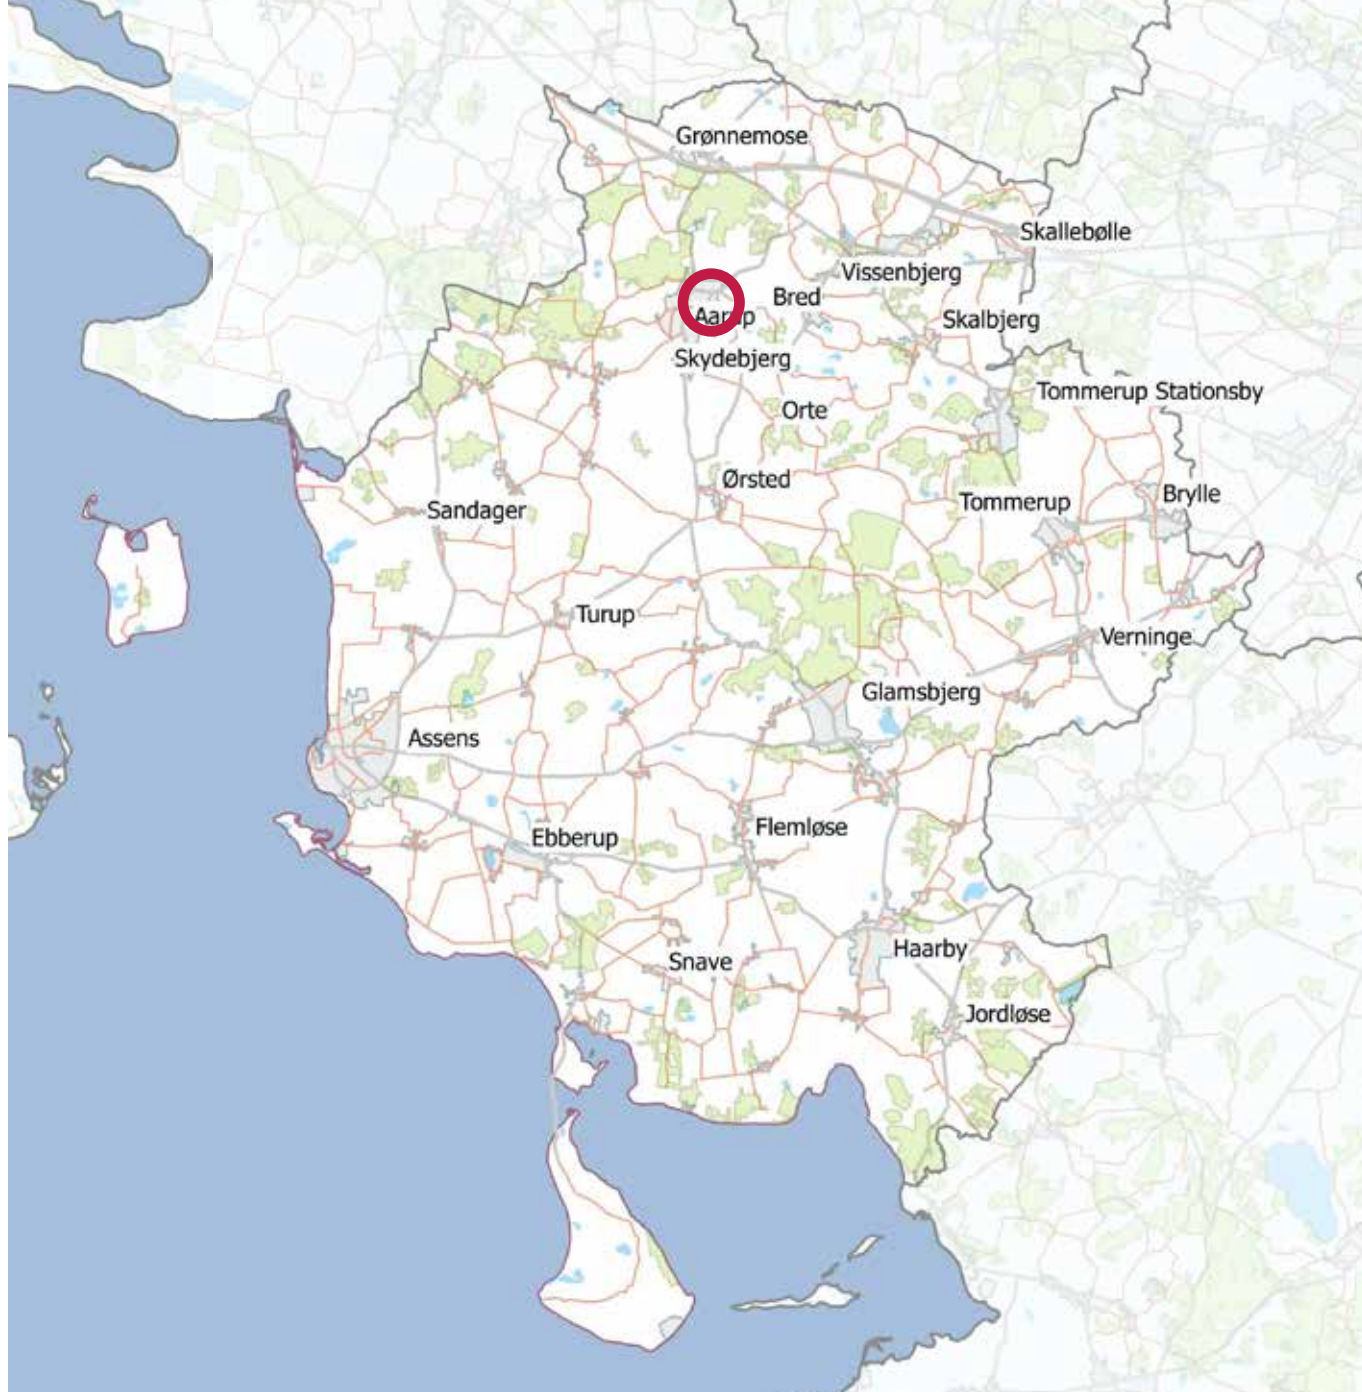 Grønnemose
Skallebølle
Vissenbjerg
Bred
Aarup
Skalbjerg
Skydebjerg
Tommerup Stationsby
Orte
Ørsted
Brylle
Tommerup
Sandager
Turup
Verninge
Glamsbjerg
Assens
Flemløse
Ebberup
Haarby
Snave
Jordløse